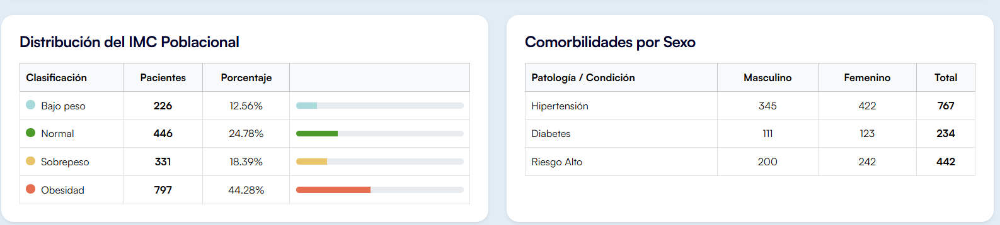 Distribución del IMC Poblacional
Clasificación Pacientes Porcentaje
Bajo peso 226 12.56%
Normal 446 24.78%
Sobrepeso 331 18.39%
Obesidad 797 44.28%
Comorbilidades por Sexo
Patología / Condición Masculino Femenino Total
Hipertensión 345 422 767
Diabetes 111 123 234
Riesgo Alto 200 242 442